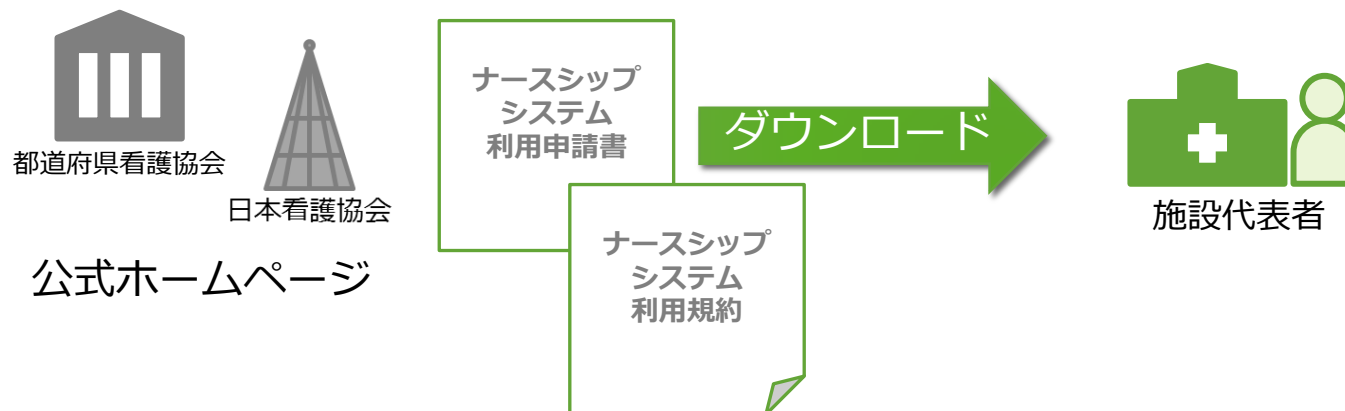 都道府県看護協会
日本看護協会
公式ホームページ
ナースシップ
システム
利用申請書
ナースシップ
システム
利用規約
ダウンロード
施設代表者